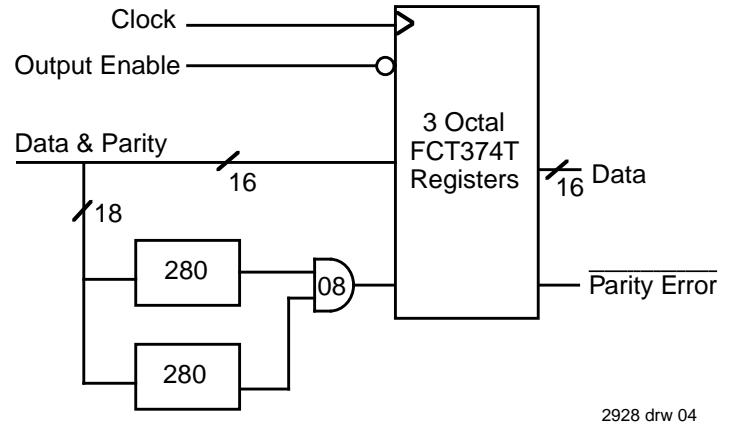 Clock
Output Enable
3 Octal
FCT374T
Registers
Data & Parity
16
16
Data
18
280
08
Parity Error
280
2928 drw 04